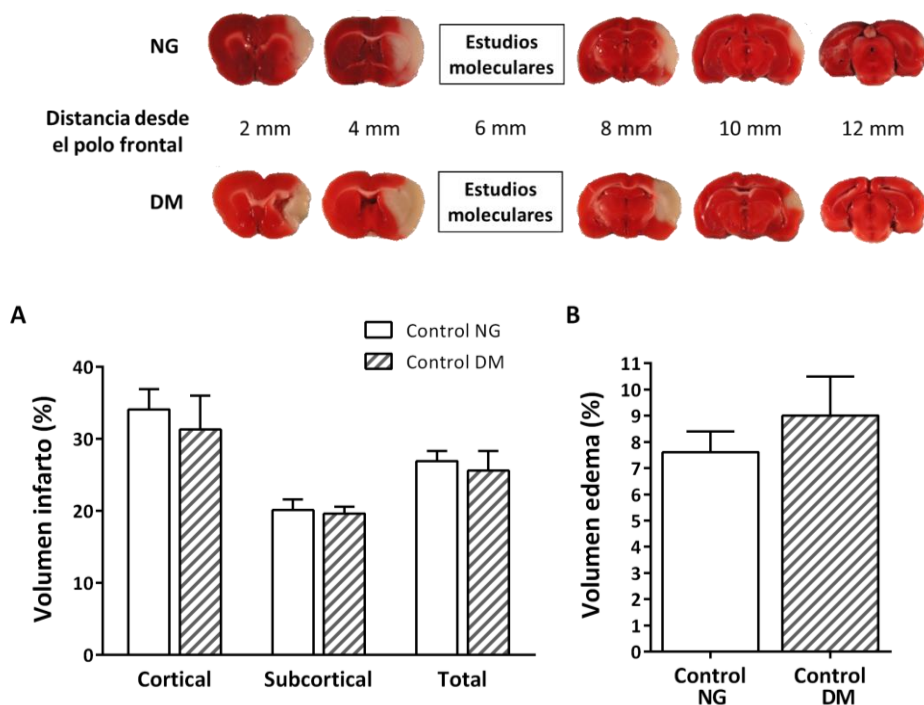 NG
Estudios
moleculares
Distancia desde
el polo frontal
2 mm
4 mm
6 mm
8 mm
10 mm
12 mm
DM
Estudios
moleculares
A
Control NG
Control DM
Volumen infarto (%)
40
30
20
10
0
Cortical
Subcortical
Total
B
Volumen edema (%)
11
10
9
8
7
6
5
4
3
2
1
0
Control
NG
Control
DM